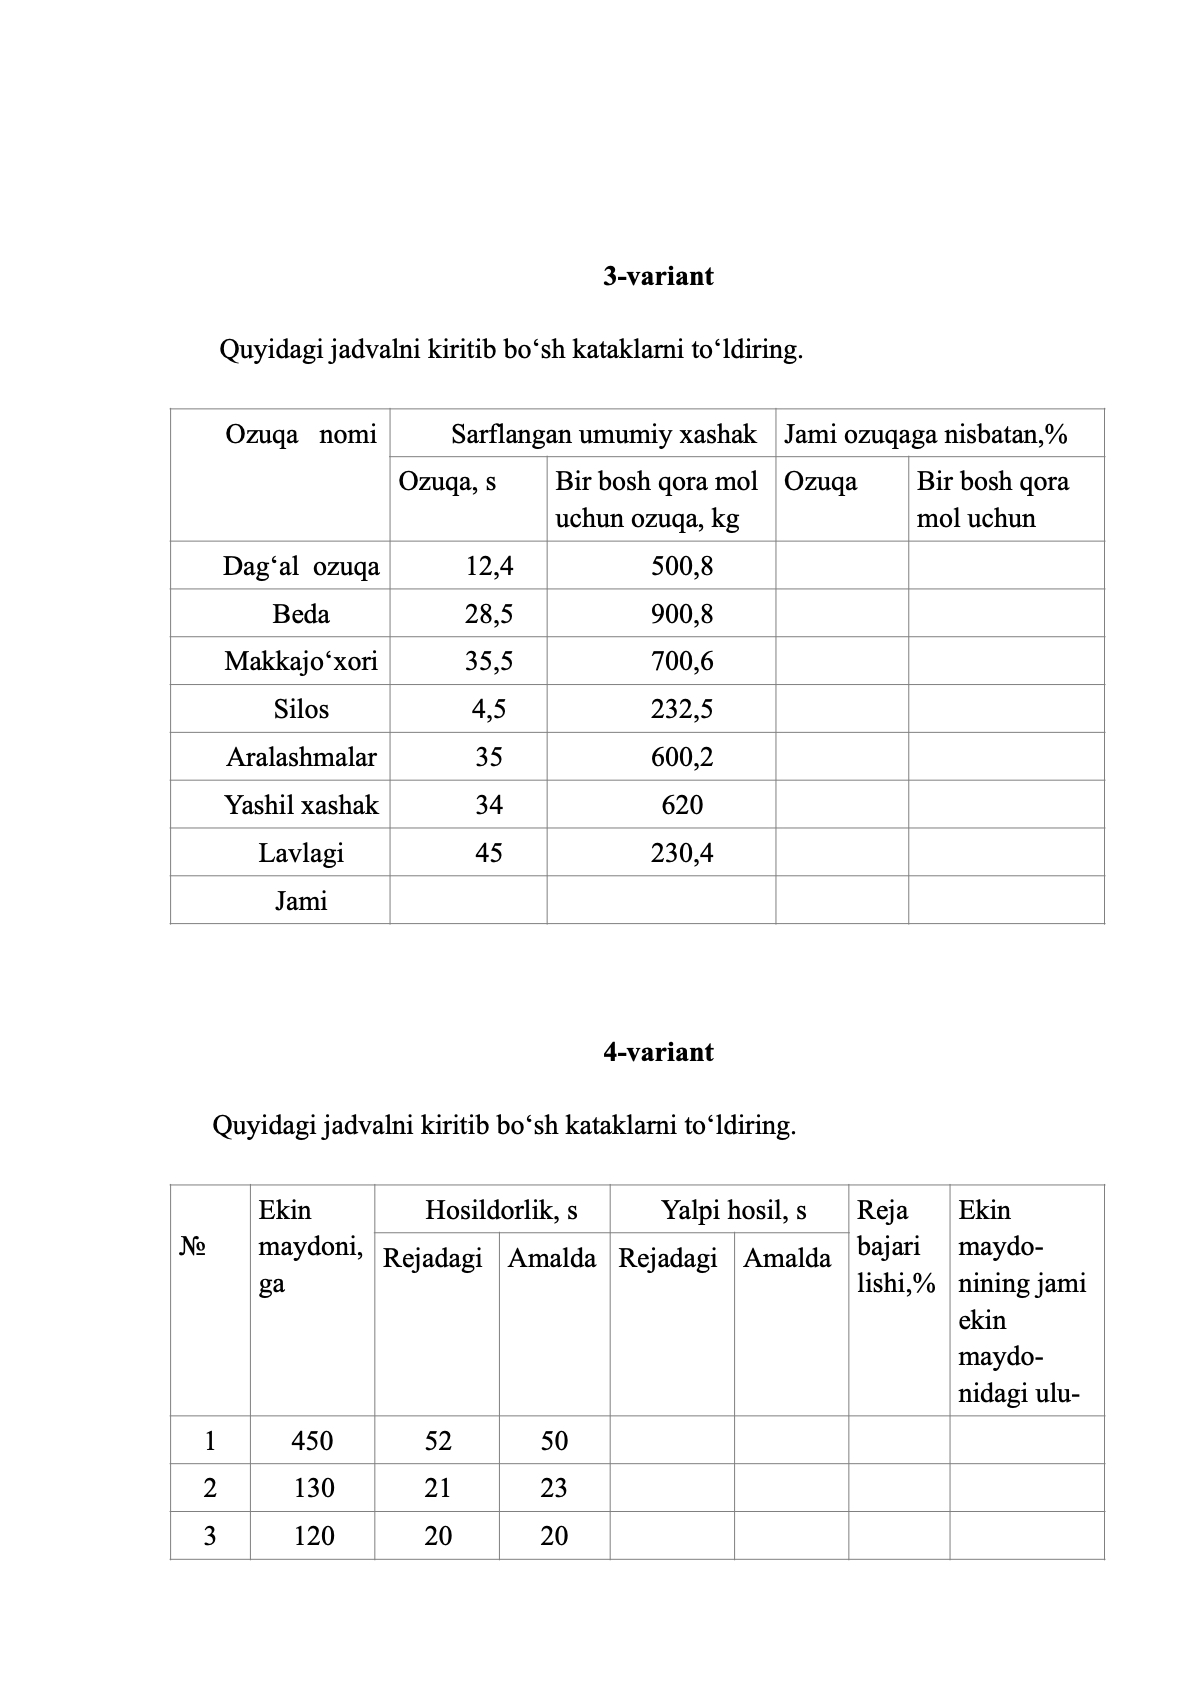 3-variant
Quyidagi jadvalni kiritib bo‘sh kataklarni to‘ldiring.
Ozuqa nomi Sarflangan umumiy xashak Jami ozuqaga nisbatan,%
Ozuqa, s Bir bosh qora mol uchun ozuqa, kg Ozuqa Bir bosh qora mol uchun
Dag‘al ozuqa 12,4 500,8
Beda 28,5 900,8
Makkajo‘xori 35,5 700,6
Silos 4,5 232,5
Aralashmalar 35 600,2
Yashil xashak 34 620
Lavlagi 45 230,4
Jami
4-variant
Quyidagi jadvalni kiritib bo‘sh kataklarni to‘ldiring.
№ Ekin maydoni, ga Hosildorlik, s Yalpi hosil, s Reja bajari lishi,% Ekin maydo- nining jami ekin maydo- nidagi ulu-
Rejadagi Amalda Rejadagi Amalda
1 450 52 50
2 130 21 23
3 120 20 20